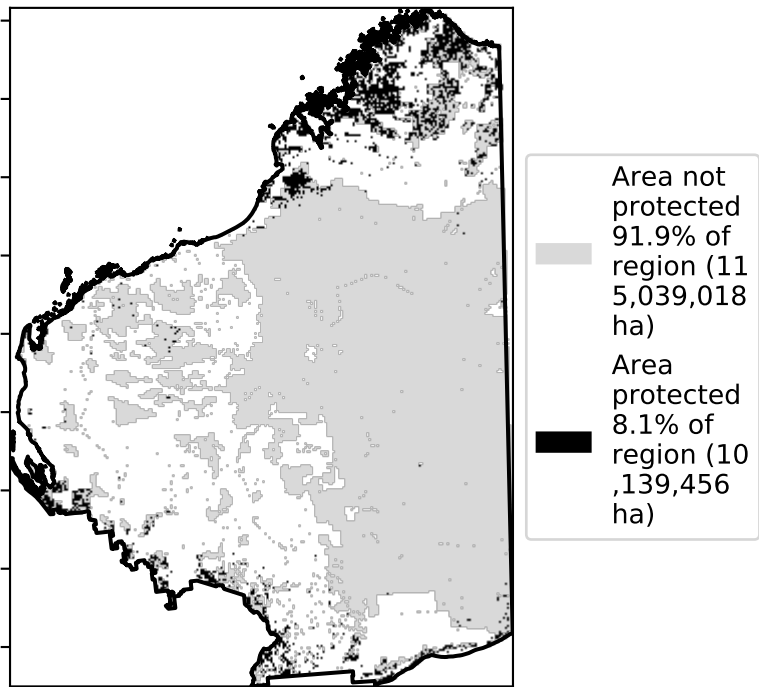 Area not
protected
91.9% of
region (11
5,039,018
ha)
Area
protected
8.1% of
region (10
,139,456
ha)